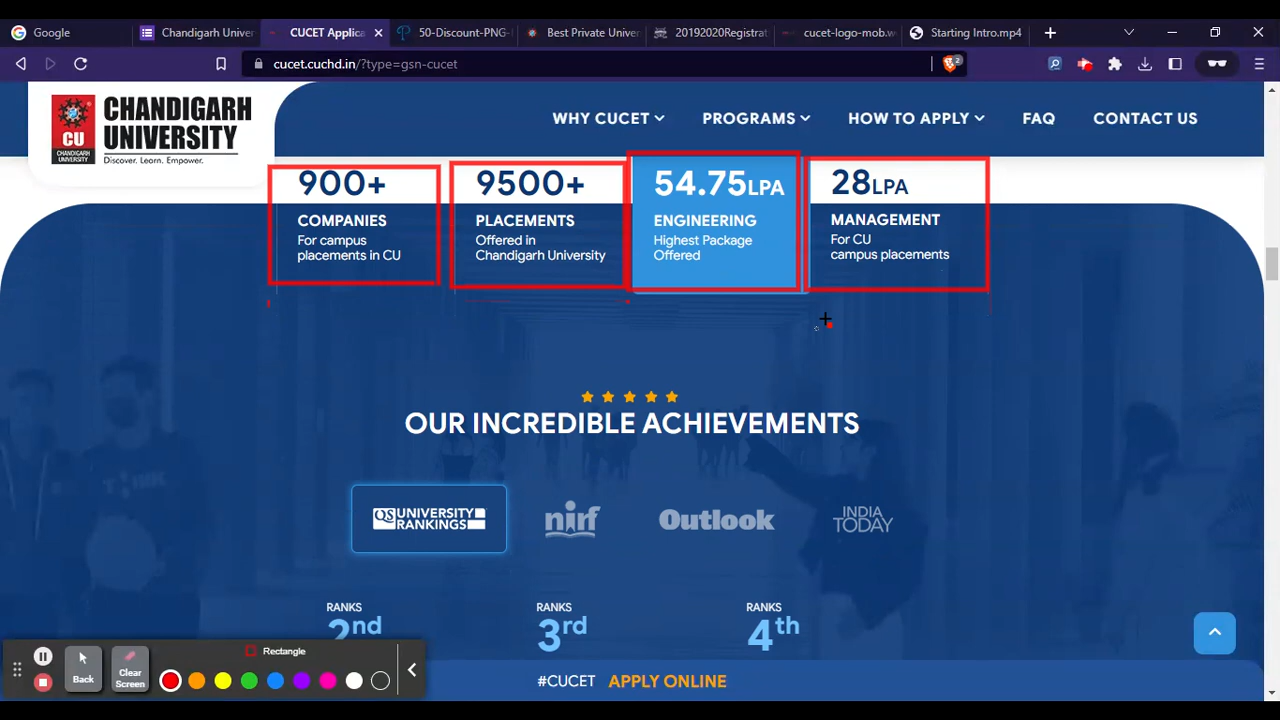 Google
Chandigarh Univer
CUCET Applica
50-Discount-PNG-
Best Private Univer
20192020Registrat
cucet-logo-mob.w
Starting Intro.mp4
cucet.cuchd.in/?type=gsn-cucet
2
CU
CHANDIGARH
UNIVERSITY
CHANDIGARH
UNIVERSITY
Discover. Learn. Empower.
WHY CUCET
PROGRAMS
HOW TO APPLY
FAQ
CONTACT US
900+
COMPANIES
For campus
placements in CU
9500+
PLACEMENTS
Offered in
Chandigarh University
54.75LPA
ENGINEERING
Highest Package
Offered
28LPA
MANAGEMENT
For CU
campus placements
OUR INCREDIBLE ACHIEVEMENTS
QS UNIVERSITY
RANKINGS
nirf
Outlook
INDIA
TODAY
RANKS
2nd
RANKS
3rd
RANKS
4th
Back
Clear
Screen
Rectangle
#CUCET APPLY ONLINE